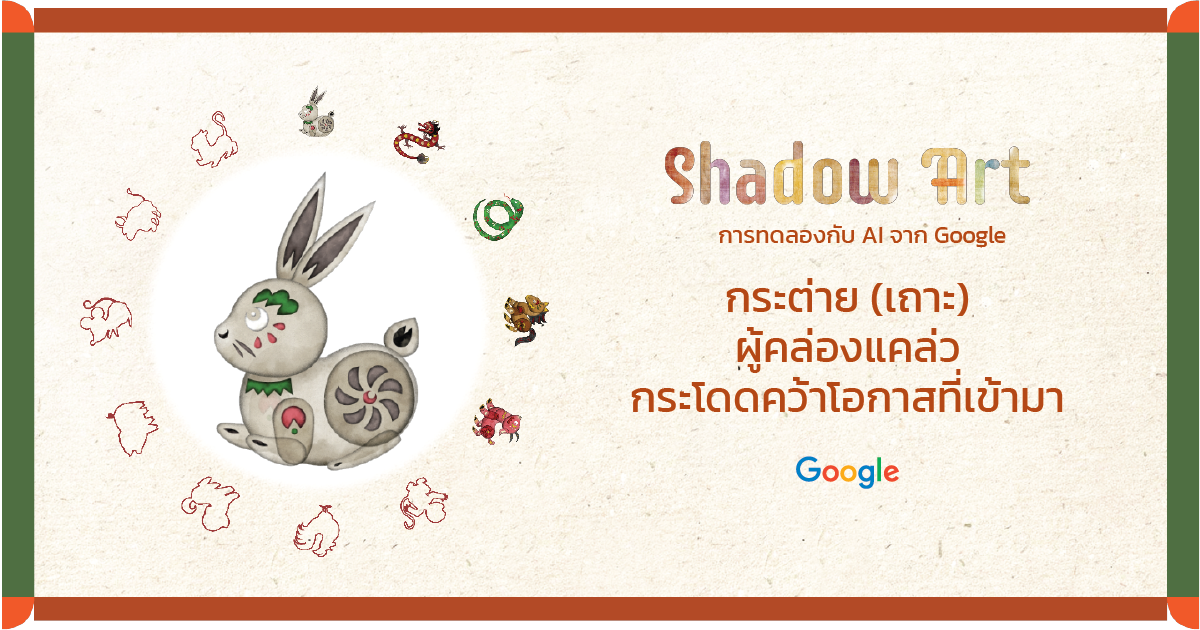 Shadow Art
การทดลองกับ AI จาก Google
กระต่าย (เถาะ)
ผู้คล่องแคล่ว
กระโดดคว้าโอกาสที่เข้ามา
Google